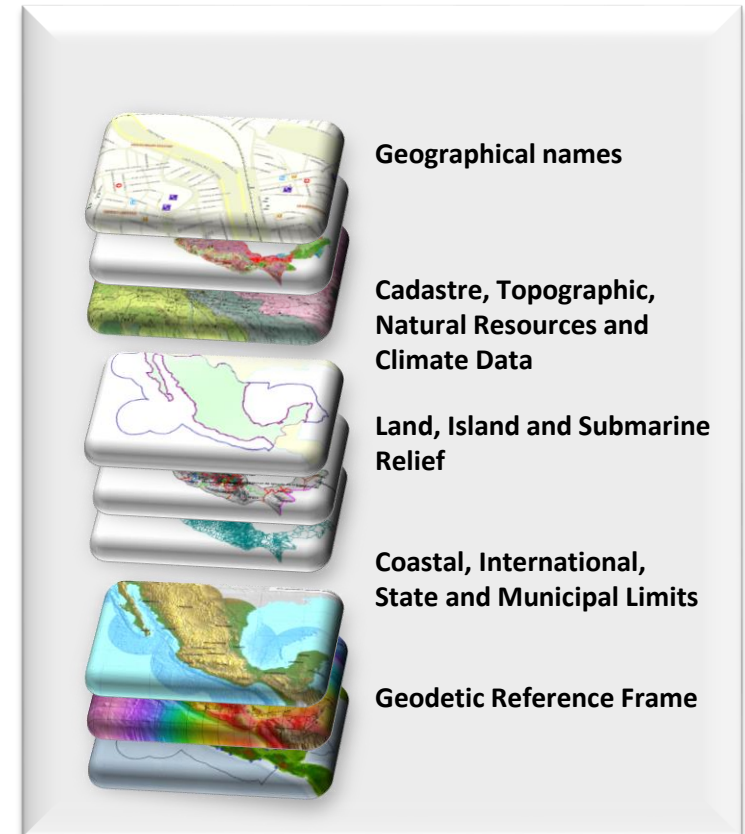 Geographical names
Cadastre, Topographic,
Natural Resources and
Climate Data
Land, Island and Submarine
Relief
Coastal, International,
State and Municipal Limits
Geodetic Reference Frame